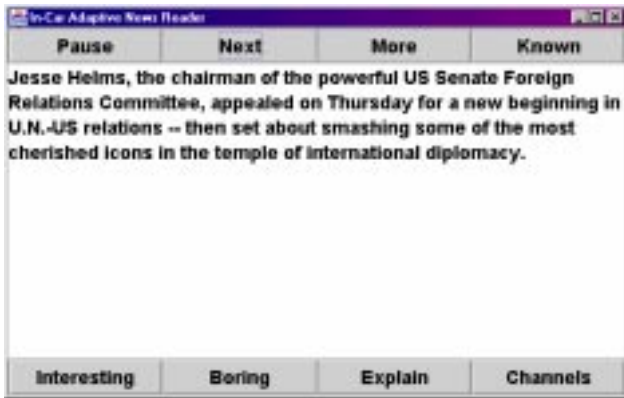 In-Car Adaptive News Reader
Pause Next More Known
Jesse Helms, the chairman of the powerful US Senate Foreign
Relations Committee, appealed on Thursday for a new beginning in
U.N.-US relations -- then set about smashing some of the most
cherished icons in the temple of international diplomacy.
Interesting Boring Explain Channels